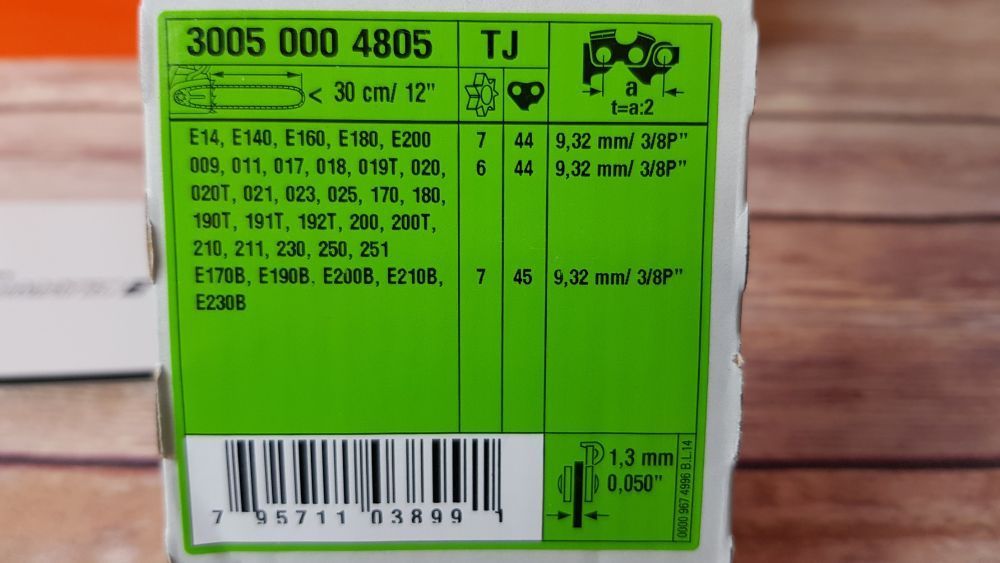 3005 000 4805 TJ
< 30 cm/ 12"
a
t=a:2
E14, E140, E160, E180, E200 7 44 9,32 mm/ 3/8P"
009, 011, 017, 018, 019T, 020, 6 44 9,32 mm/ 3/8P"
020T, 021, 023, 025, 170, 180,
190T, 191T, 192T, 200, 200T,
210, 211, 230, 250, 251
E170B, E190B, E200B, E210B, 7 45 9,32 mm/ 3/8P"
E230B
7 95711 03899 1
1,3 mm
0,050"
0000 967 4996 B.L.14